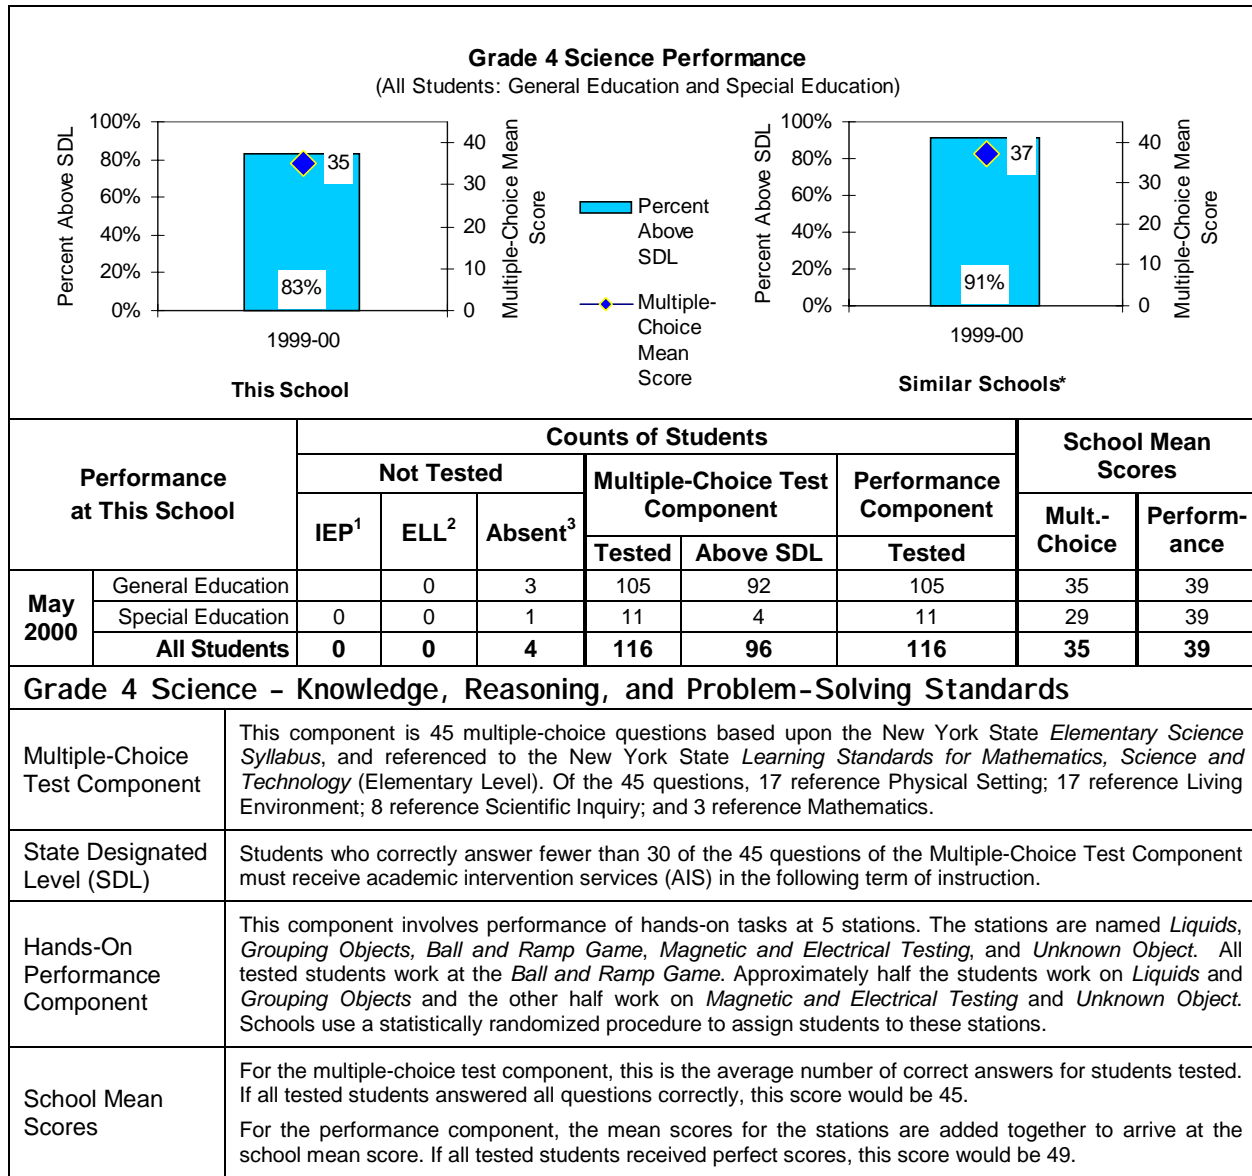 Grade 4 Science Performance
(All Students: General Education and Special Education)
Percent Above SDL
100%
80%
60%
40%
20%
0%
35
83%
40
30
20
10
0
Multiple-Choice Mean
Score
1999-00
This School
Percent
Above
SDL
Multiple-
Choice
Mean
Score
Percent Above SDL
100%
80%
60%
40%
20%
0%
37
91%
40
30
20
10
0
Multiple-Choice Mean
Score
1999-00
Similar Schools*
Performance
at This School
Counts of Students
School Mean
Scores
Not Tested
Multiple-Choice Test
Component
Performance
Component
IEP1
ELL2
Absent3
Mult.-
Choice
Perform-
ance
Tested Above SDL Tested
May
2000
General Education 0 3 105 92 105 35 39
Special Education 0 0 1 11 4 11 29 39
All Students 0 0 4 116 96 116 35 39
Grade 4 Science – Knowledge, Reasoning, and Problem-Solving Standards
Multiple-Choice
Test Component
This component is 45 multiple-choice questions based upon the New York State Elementary Science
Syllabus, and referenced to the New York State Learning Standards for Mathematics, Science and
Technology (Elementary Level). Of the 45 questions, 17 reference Physical Setting; 17 reference Living
Environment; 8 reference Scientific Inquiry; and 3 reference Mathematics.
State Designated
Level (SDL)
Students who correctly answer fewer than 30 of the 45 questions of the Multiple-Choice Test Component
must receive academic intervention services (AIS) in the following term of instruction.
Hands-On
Performance
Component
This component involves performance of hands-on tasks at 5 stations. The stations are named Liquids,
Grouping Objects, Ball and Ramp Game, Magnetic and Electrical Testing, and Unknown Object. All
tested students work at the Ball and Ramp Game. Approximately half the students work on Liquids and
Grouping Objects and the other half work on Magnetic and Electrical Testing and Unknown Object.
Schools use a statistically randomized procedure to assign students to these stations.
School Mean
Scores
For the multiple-choice test component, this is the average number of correct answers for students tested.
If all tested students answered all questions correctly, this score would be 45.
For the performance component, the mean scores for the stations are added together to arrive at the
school mean score. If all tested students received perfect scores, this score would be 49.